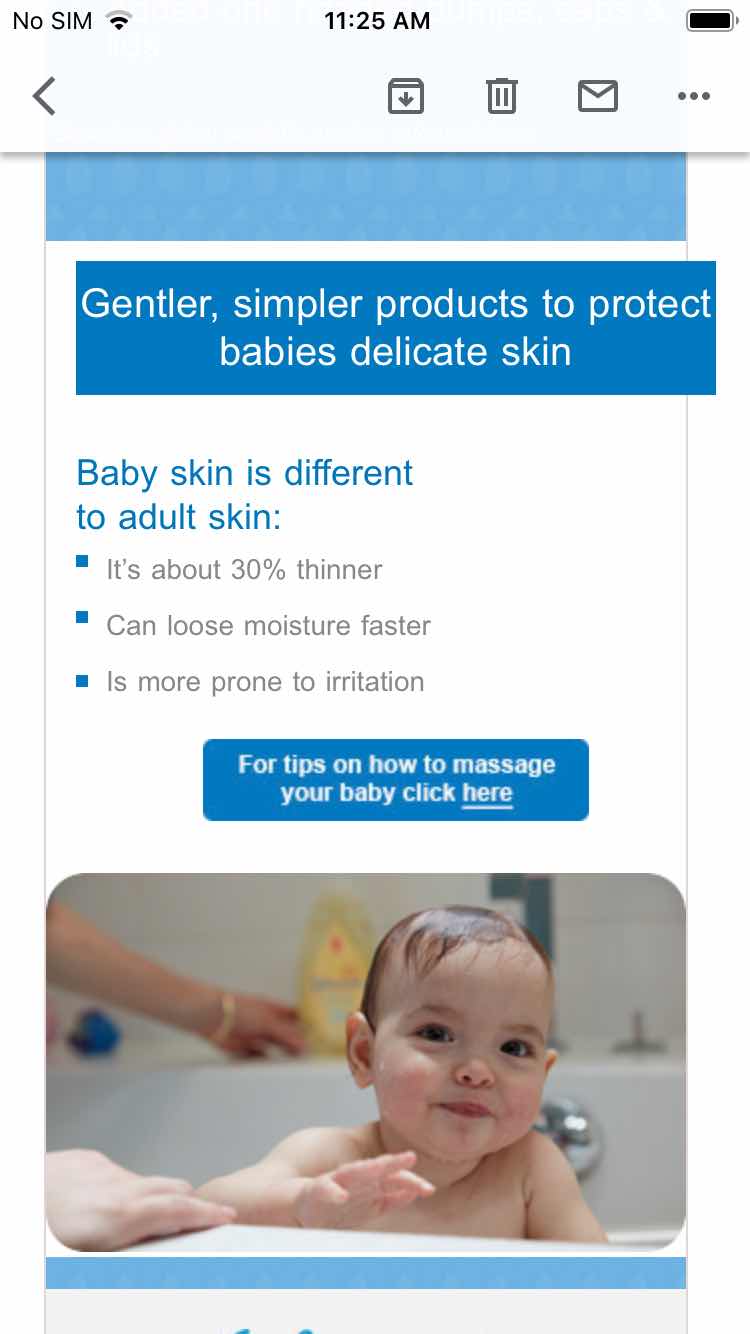 No SIM 11:25 AM
Gentler, simpler products to protect
babies delicate skin
Baby skin is different
to adult skin:
It’s about 30% thinner
Can loose moisture faster
Is more prone to irritation
For tips on how to massage
your baby click here